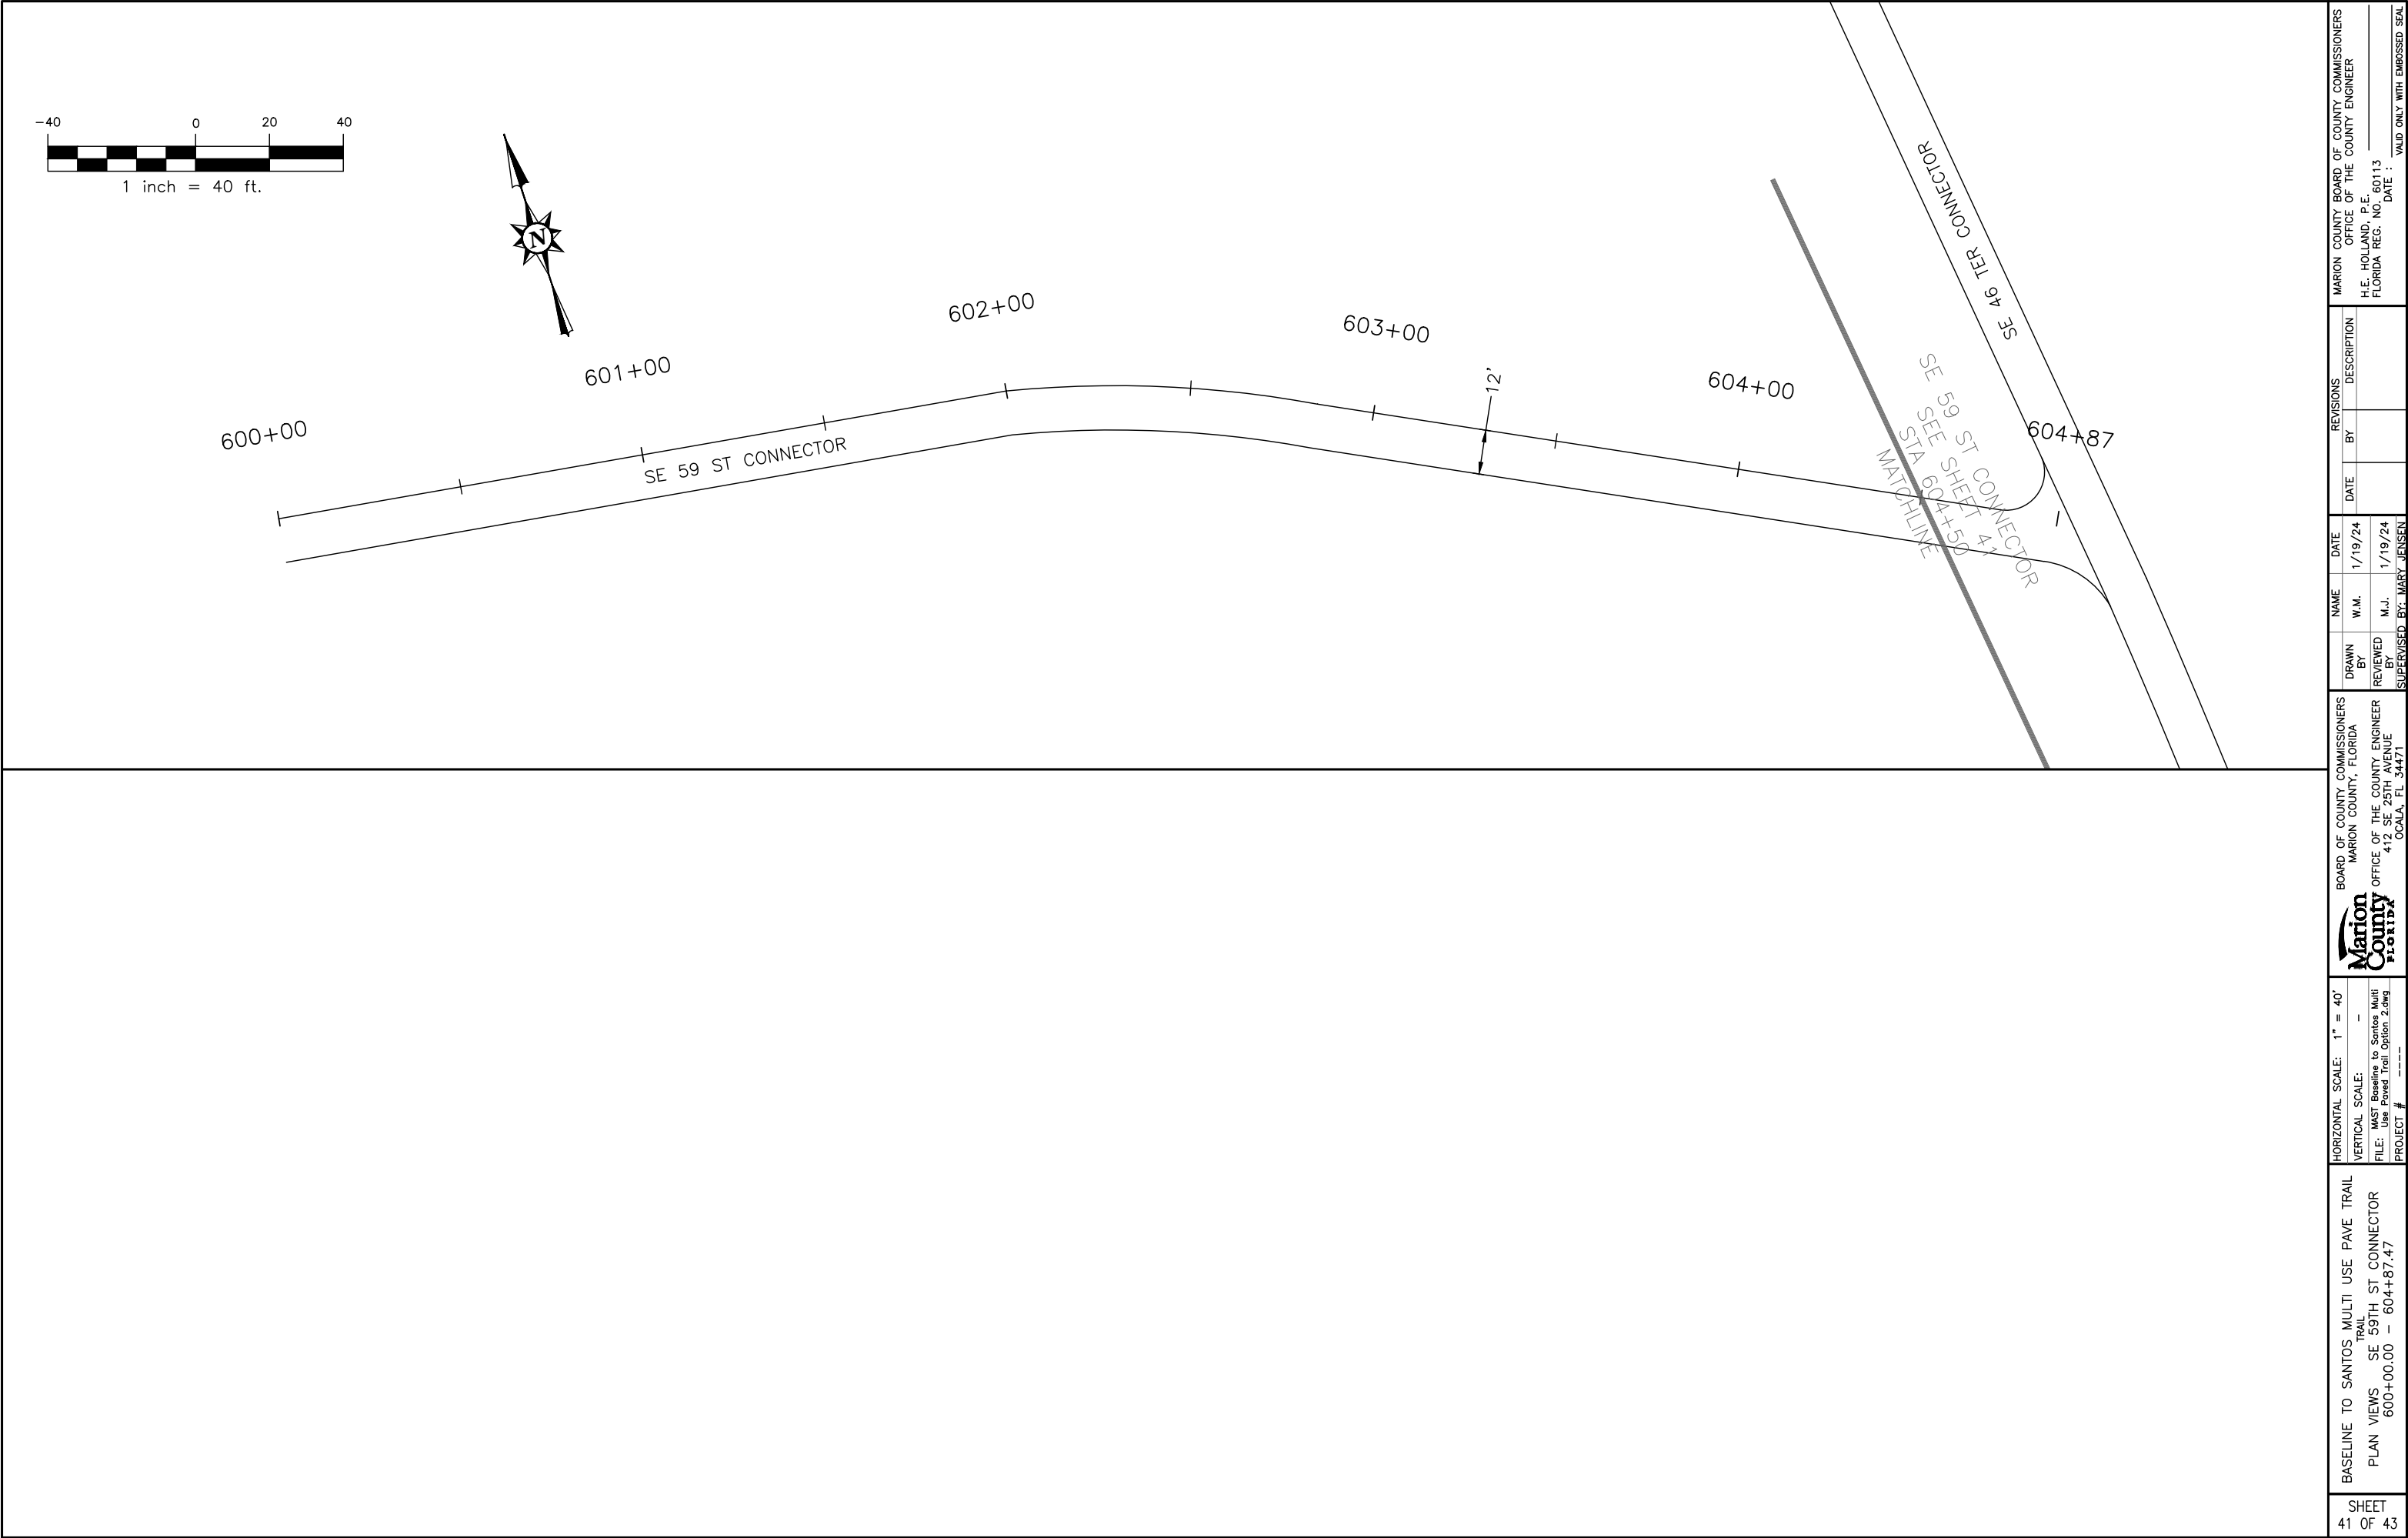 -40 0 20 40
1 inch = 40 ft.
N
600+00
601+00
602+00
603+00
604+00
604+87
12'
SE 59 ST CONNECTOR
SE 46 TER CONNECTOR
SE 59 ST CONNECTOR
SEE SHEET 41
STA 604+50
MATCHLINE
MARION COUNTY BOARD OF COUNTY COMMISSIONERS
OFFICE OF THE COUNTY ENGINEER
H.E. HOLLAND, P.E.
FLORIDA REG. NO. 60113
DATE :
VALID ONLY WITH EMBOSSED SEAL
REVISIONS
DATE BY DESCRIPTION
NAME DATE
DRAWN BY W.M. 1/19/24
REVIEWED BY M.J. 1/19/24
SUPERVISED BY: MARY JENSEN
BOARD OF COUNTY COMMISSIONERS
MARION COUNTY, FLORIDA
OFFICE OF THE COUNTY ENGINEER
412 SE 25TH AVENUE
OCALA, FL 34471
Marion
County
FLORIDA
HORIZONTAL SCALE: 1" = 40'
VERTICAL SCALE: -
FILE: MAST Baseline to Santos Multi
Use Paved Trail Option 2.dwg
PROJECT # ----
BASELINE TO SANTOS MULTI USE PAVE TRAIL
TRAIL
PLAN VIEWS SE 59TH ST CONNECTOR
600+00.00 - 604+87.47
SHEET
41 OF 43